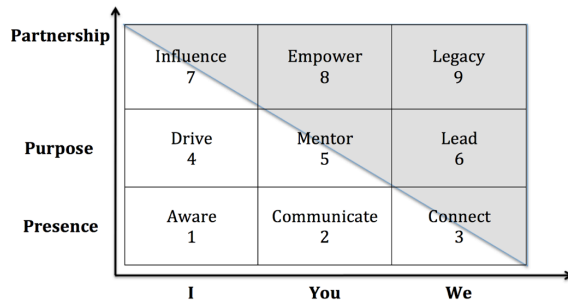 Partnership
Influence Empower Legacy
7 8 9
Purpose
Drive Mentor Lead
4 5 6
Presence
Aware Communicate Connect
1 2 3
I You We